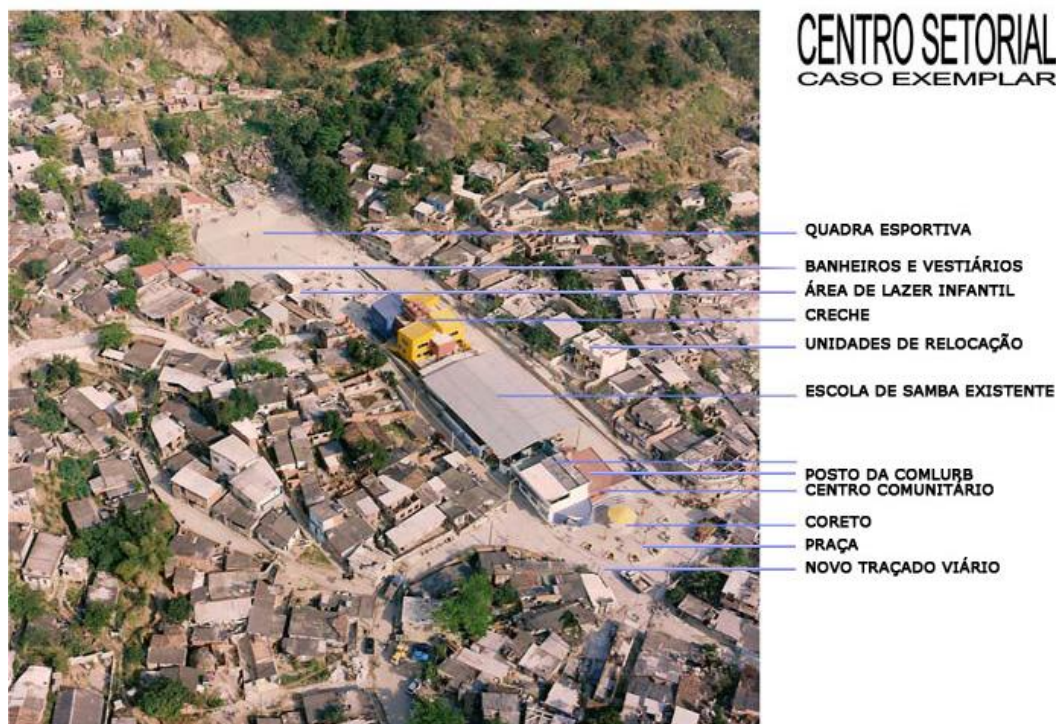 CENTRO SETORIAL
CASO EXEMPLAR
QUADRA ESPORTIVA
BANHEIROS E VESTIÁRIOS
ÁREA DE LAZER INFANTIL
CRECHE
UNIDADES DE RELOCAÇÃO
ESCOLA DE SAMBA EXISTENTE
POSTO DA COMLURB
CENTRO COMUNITÁRIO
CORETO
PRAÇA
NOVO TRAÇADO VIÁRIO